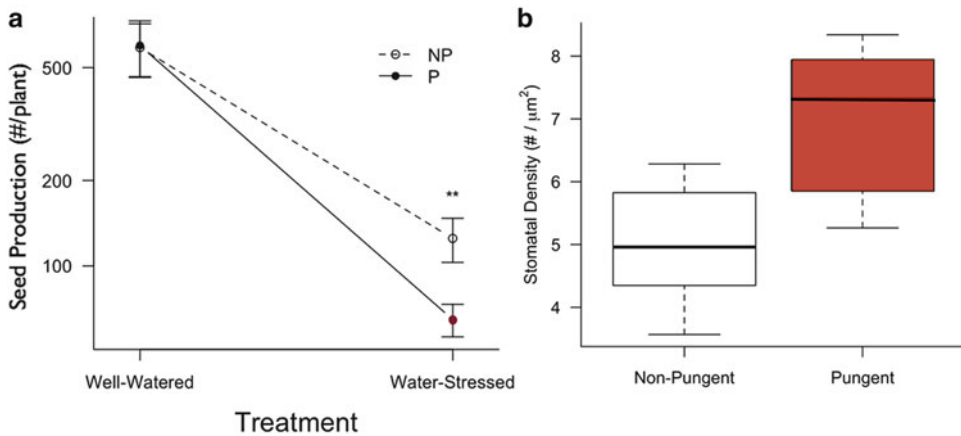 a
Seed Production (#/plant)
500
200
100
NP
P
**
Well-Watered
Water-Stressed
Treatment
b
Stomatal Density (# / μm²)
8
7
6
5
4
Non-Pungent
Pungent